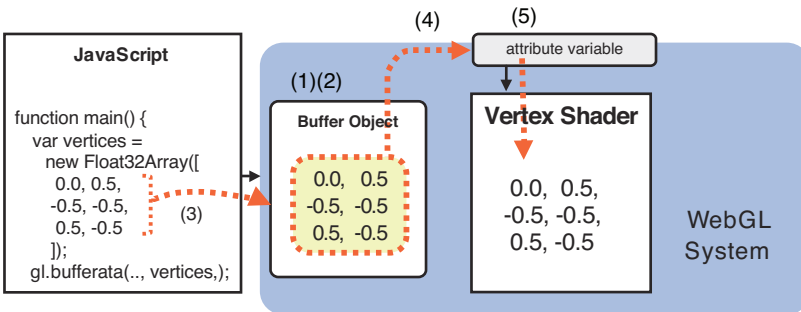 JavaScript
function main() {
var vertices =
new Float32Array([
0.0, 0.5,
-0.5, -0.5,
0.5, -0.5
]);
gl.bufferata(.., vertices,);
(3)
(1)(2)
Buffer Object
0.0, 0.5
-0.5, -0.5
0.5, -0.5
(4)
(5)
attribute variable
Vertex Shader
0.0, 0.5,
-0.5, -0.5,
0.5, -0.5
WebGL
System